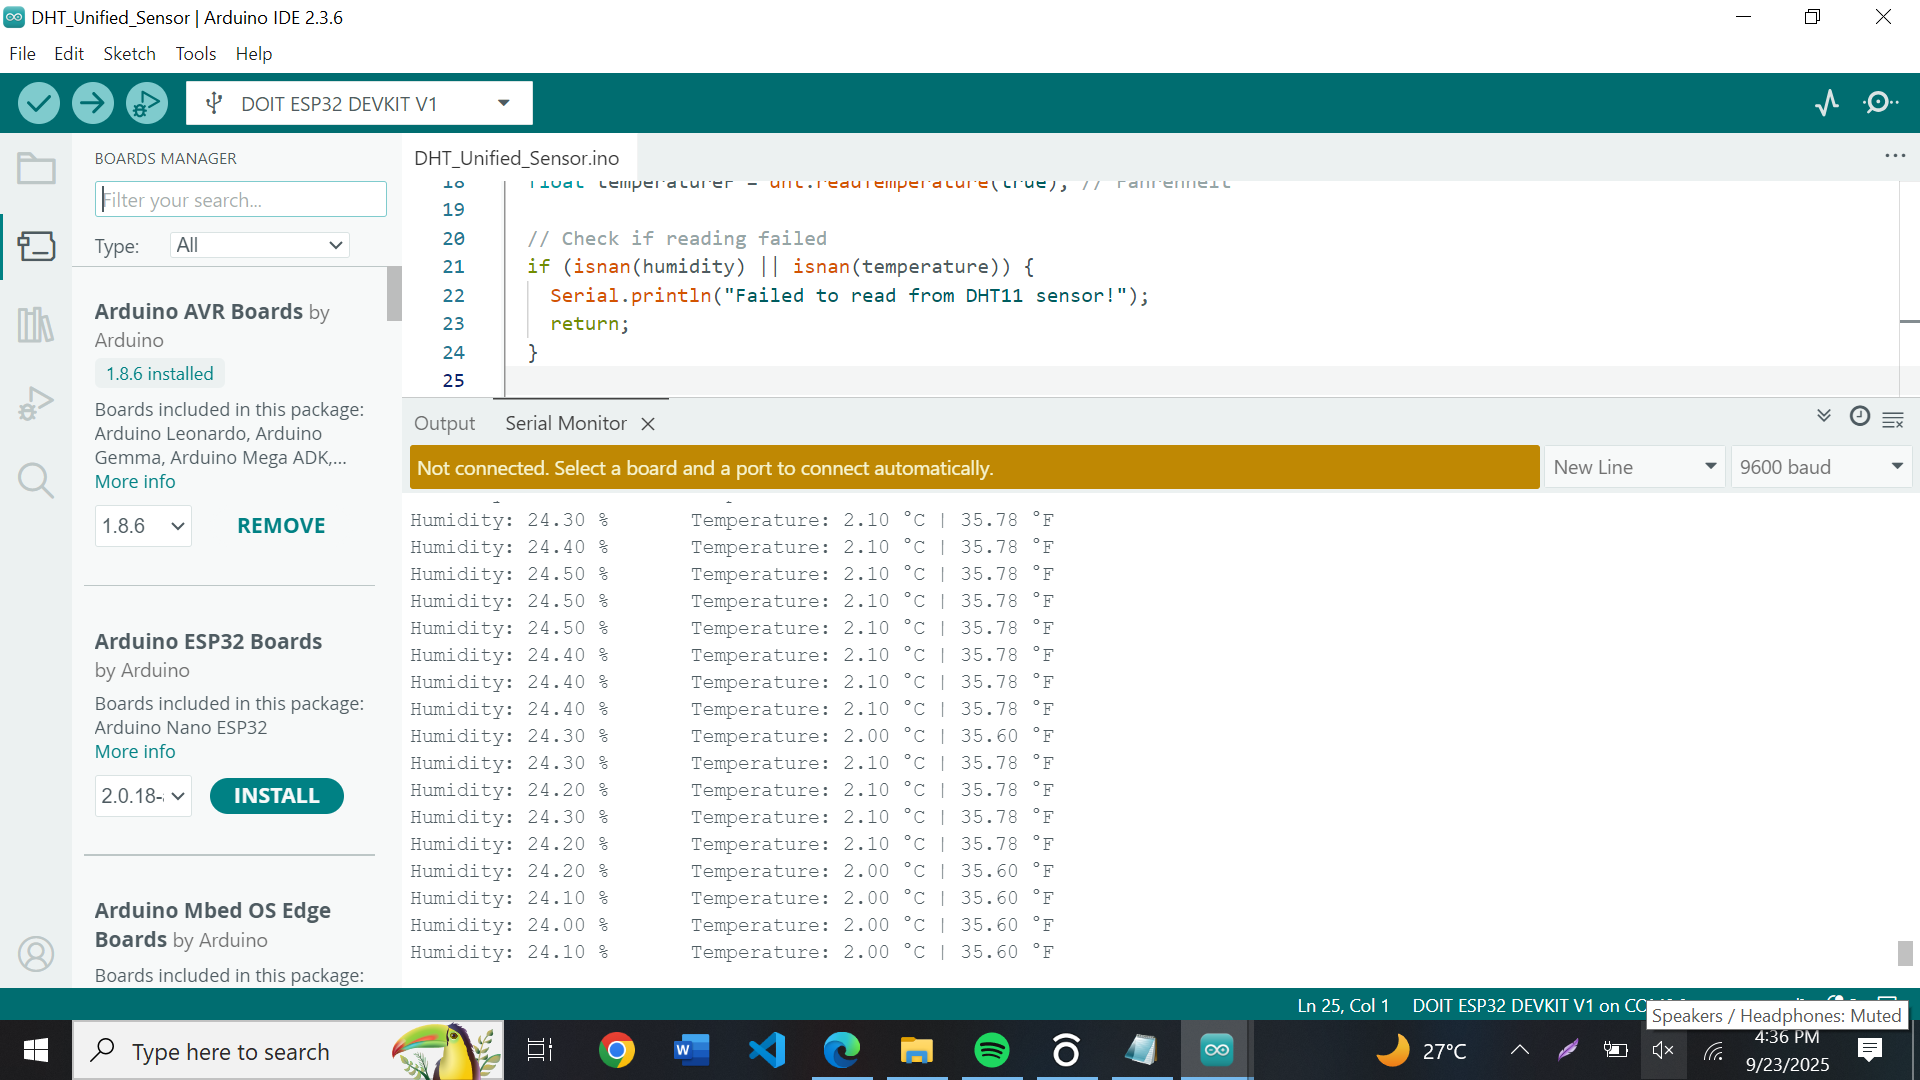 DHT_Unified_Sensor | Arduino IDE 2.3.6
File Edit Sketch Tools Help
DOIT ESP32 DEVKIT V1
BOARDS MANAGER
Filter your search...
Type: All
Arduino AVR Boards by
Arduino
1.8.6 installed
Boards included in this package:
Arduino Leonardo, Arduino
Gemma, Arduino Mega ADK,...
More info
1.8.6 REMOVE
Arduino ESP32 Boards
by Arduino
Boards included in this package:
Arduino Nano ESP32
More info
2.0.18- INSTALL
Arduino Mbed OS Edge
Boards by Arduino
Boards included in this package:
DHT_Unified_Sensor.ino
18 float temperatureF = dht.readTemperature(true); // Fahrenheit
19
20 // Check if reading failed
21 if (isnan(humidity) || isnan(temperature)) {
22 Serial.println("Failed to read from DHT11 sensor!");
23 return;
24 }
25
Output Serial Monitor
Not connected. Select a board and a port to connect automatically.
New Line 9600 baud
Humidity: 24.30 % Temperature: 2.10 °C | 35.78 °F
Humidity: 24.40 % Temperature: 2.10 °C | 35.78 °F
Humidity: 24.50 % Temperature: 2.10 °C | 35.78 °F
Humidity: 24.50 % Temperature: 2.10 °C | 35.78 °F
Humidity: 24.50 % Temperature: 2.10 °C | 35.78 °F
Humidity: 24.40 % Temperature: 2.10 °C | 35.78 °F
Humidity: 24.40 % Temperature: 2.10 °C | 35.78 °F
Humidity: 24.40 % Temperature: 2.10 °C | 35.78 °F
Humidity: 24.30 % Temperature: 2.00 °C | 35.60 °F
Humidity: 24.30 % Temperature: 2.10 °C | 35.78 °F
Humidity: 24.20 % Temperature: 2.10 °C | 35.78 °F
Humidity: 24.30 % Temperature: 2.10 °C | 35.78 °F
Humidity: 24.20 % Temperature: 2.10 °C | 35.78 °F
Humidity: 24.20 % Temperature: 2.00 °C | 35.60 °F
Humidity: 24.10 % Temperature: 2.00 °C | 35.60 °F
Humidity: 24.00 % Temperature: 2.00 °C | 35.60 °F
Humidity: 24.10 % Temperature: 2.00 °C | 35.60 °F
Ln 25, Col 1 DOIT ESP32 DEVKIT V1 on
Speakers / Headphones: Muted
Type here to search
27°C
4:36 PM
9/23/2025